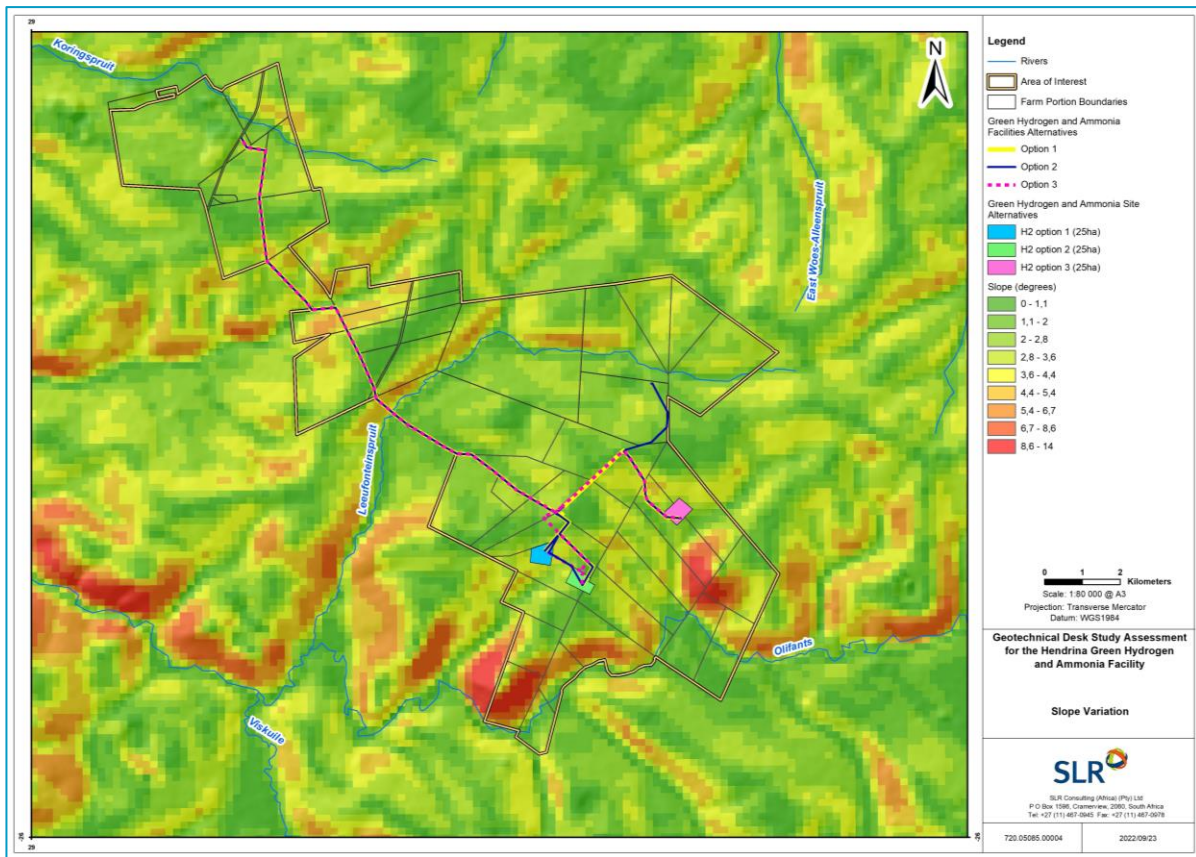 29
Koringspruit
East Woes-Alleenspruit
Leeufonteinspruit
Olifants
Viskuile
29
-26
-26
N
Legend
Rivers
Area of Interest
Farm Portion Boundaries
Green Hydrogen and Ammonia
Facilities Alternatives
Option 1
Option 2
Option 3
Green Hydrogen and Ammonia Site
Alternatives
H2 option 1 (25ha)
H2 option 2 (25ha)
H2 option 3 (25ha)
Slope (degrees)
0 - 1,1
1,1 - 2
2 - 2,8
2,8 - 3,6
3,6 - 4,4
4,4 - 5,4
5,4 - 6,7
6,7 - 8,6
8,6 - 14
0 1 2
Kilometers
Scale: 1:80 000 @ A3
Projection: Transverse Mercator
Datum: WGS1984
Geotechnical Desk Study Assessment
for the Hendrina Green Hydrogen
and Ammonia Facility
Slope Variation
SLR
SLR Consulting (Africa) (Pty) Ltd
P O Box 1596, Cramerview, 2060, South Africa
Tel: +27 (11) 467-0945 Fax: +27 (11) 467-0978
720.05085.00004
2022/09/23